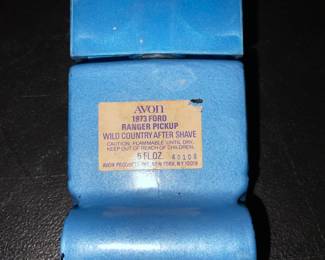 AVON
1973 FORD
RANGER PICKUP
WILD COUNTRY AFTER SHAVE
CAUTION: FLAMMABLE UNTIL DRY.
KEEP OUT OF REACH OF CHILDREN.
5 FL.OZ. 40108
AVON PRODUCTS, INC., NEW YORK, N.Y. 10019